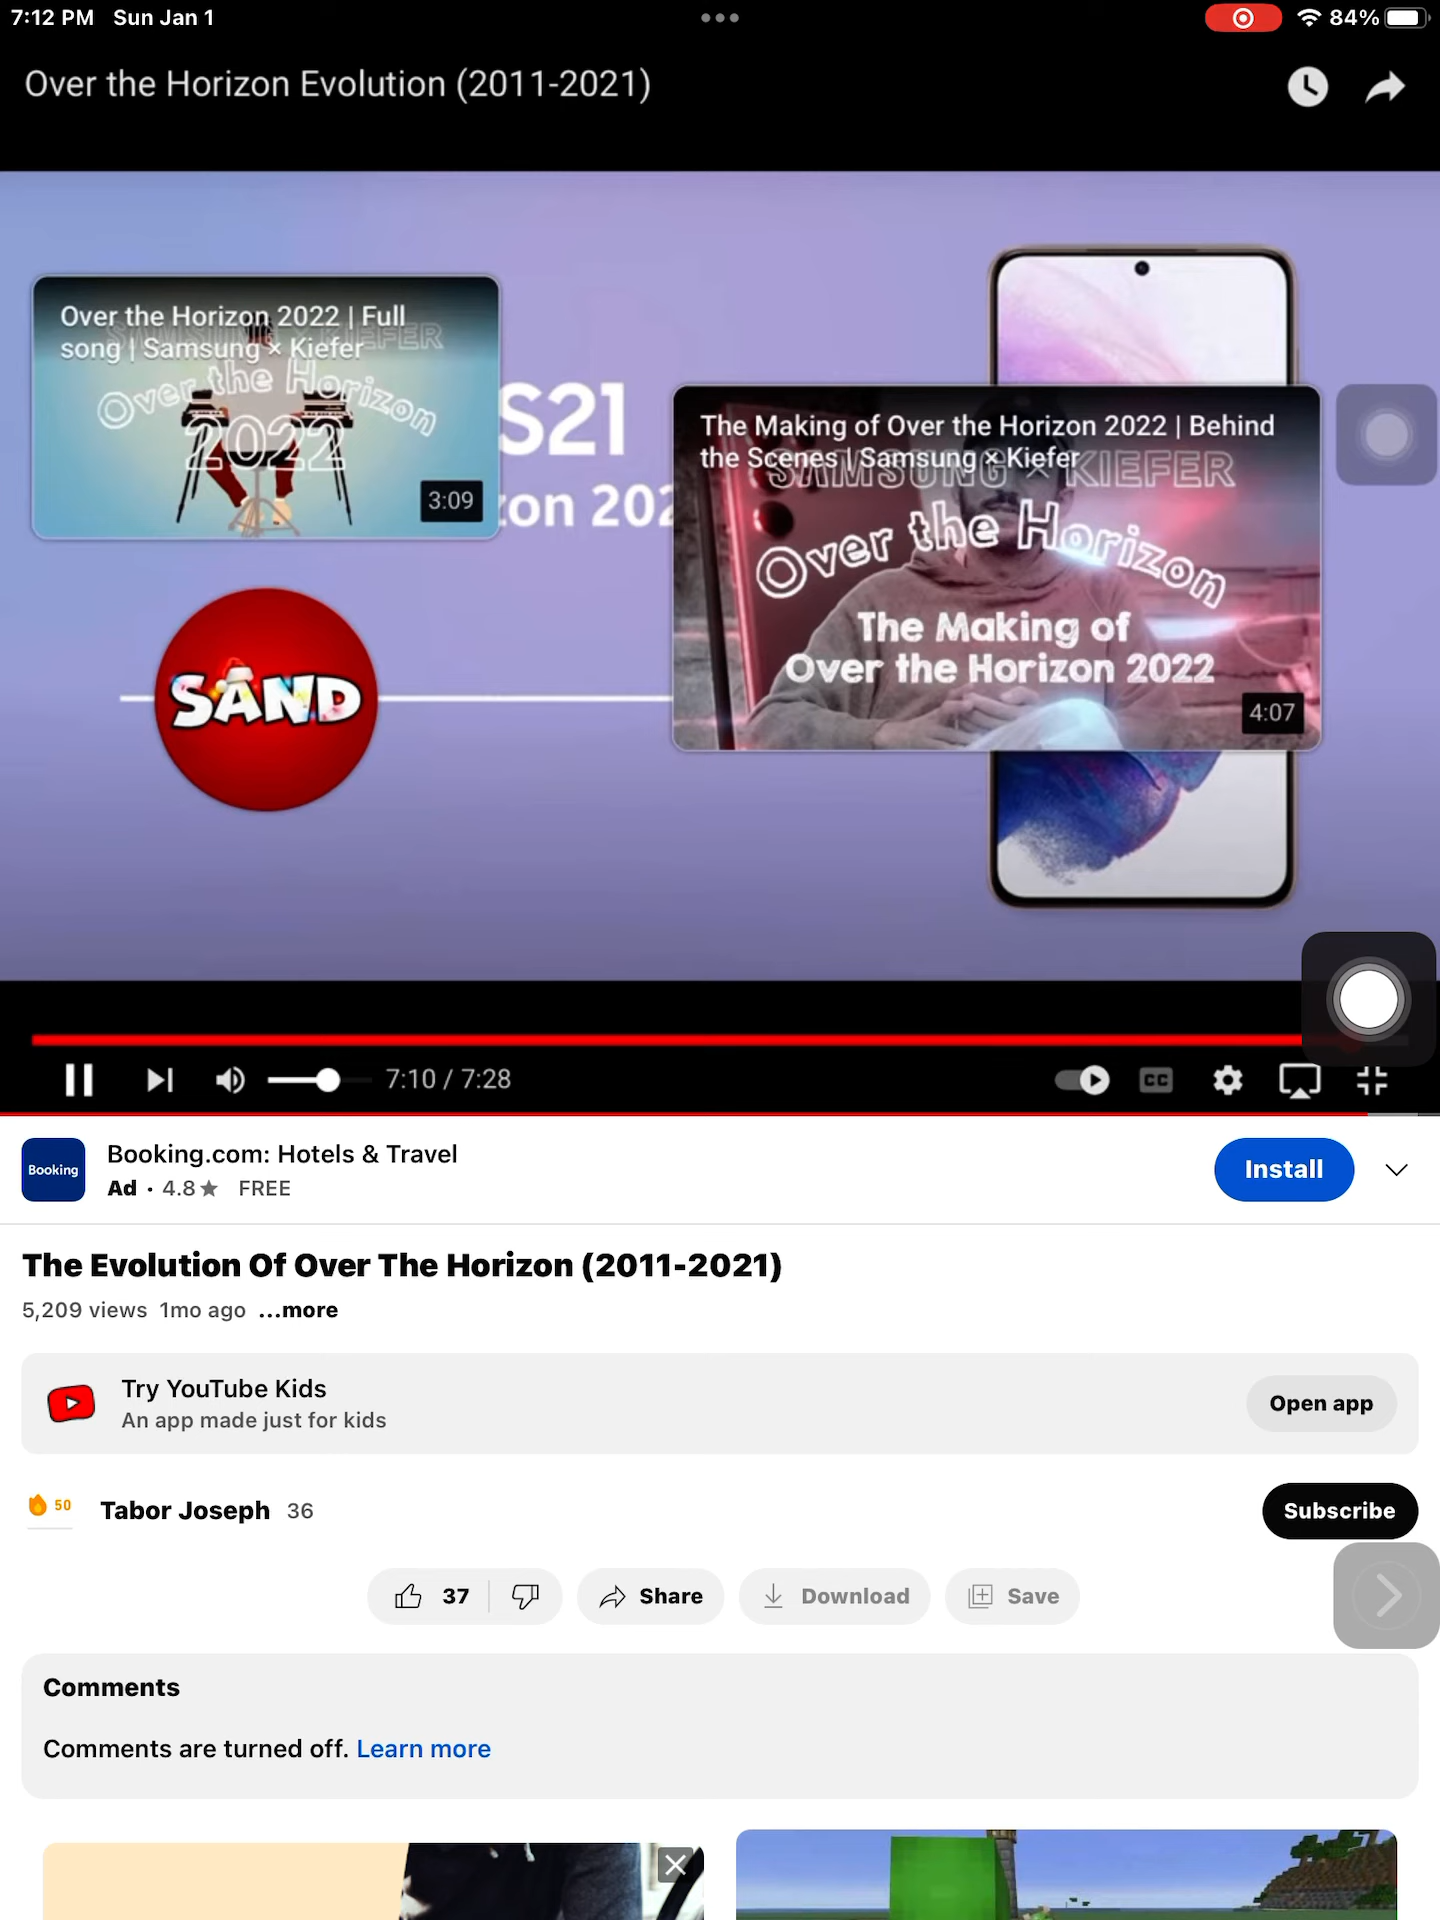 7:12 PM Sun Jan 1
84%
Over the Horizon Evolution (2011-2021)
Over the Horizon 2022 | Full
song | Samsung × Kiefer
Over the Horizon
2022
3:09
S21
zon 202
The Making of Over the Horizon 2022 | Behind
the Scenes | Samsung × Kiefer
SAMSUNG × KIEFER
Over the Horizon
The Making of
Over the Horizon 2022
4:07
SAND
7:10 / 7:28
CC
Booking
Booking.com: Hotels & Travel
Ad · 4.8★ FREE
Install
The Evolution Of Over The Horizon (2011-2021)
5,209 views 1mo ago ...more
Try YouTube Kids
An app made just for kids
Open app
50
Tabor Joseph 36
Subscribe
37
Share
Download
Save
Comments
Comments are turned off. Learn more